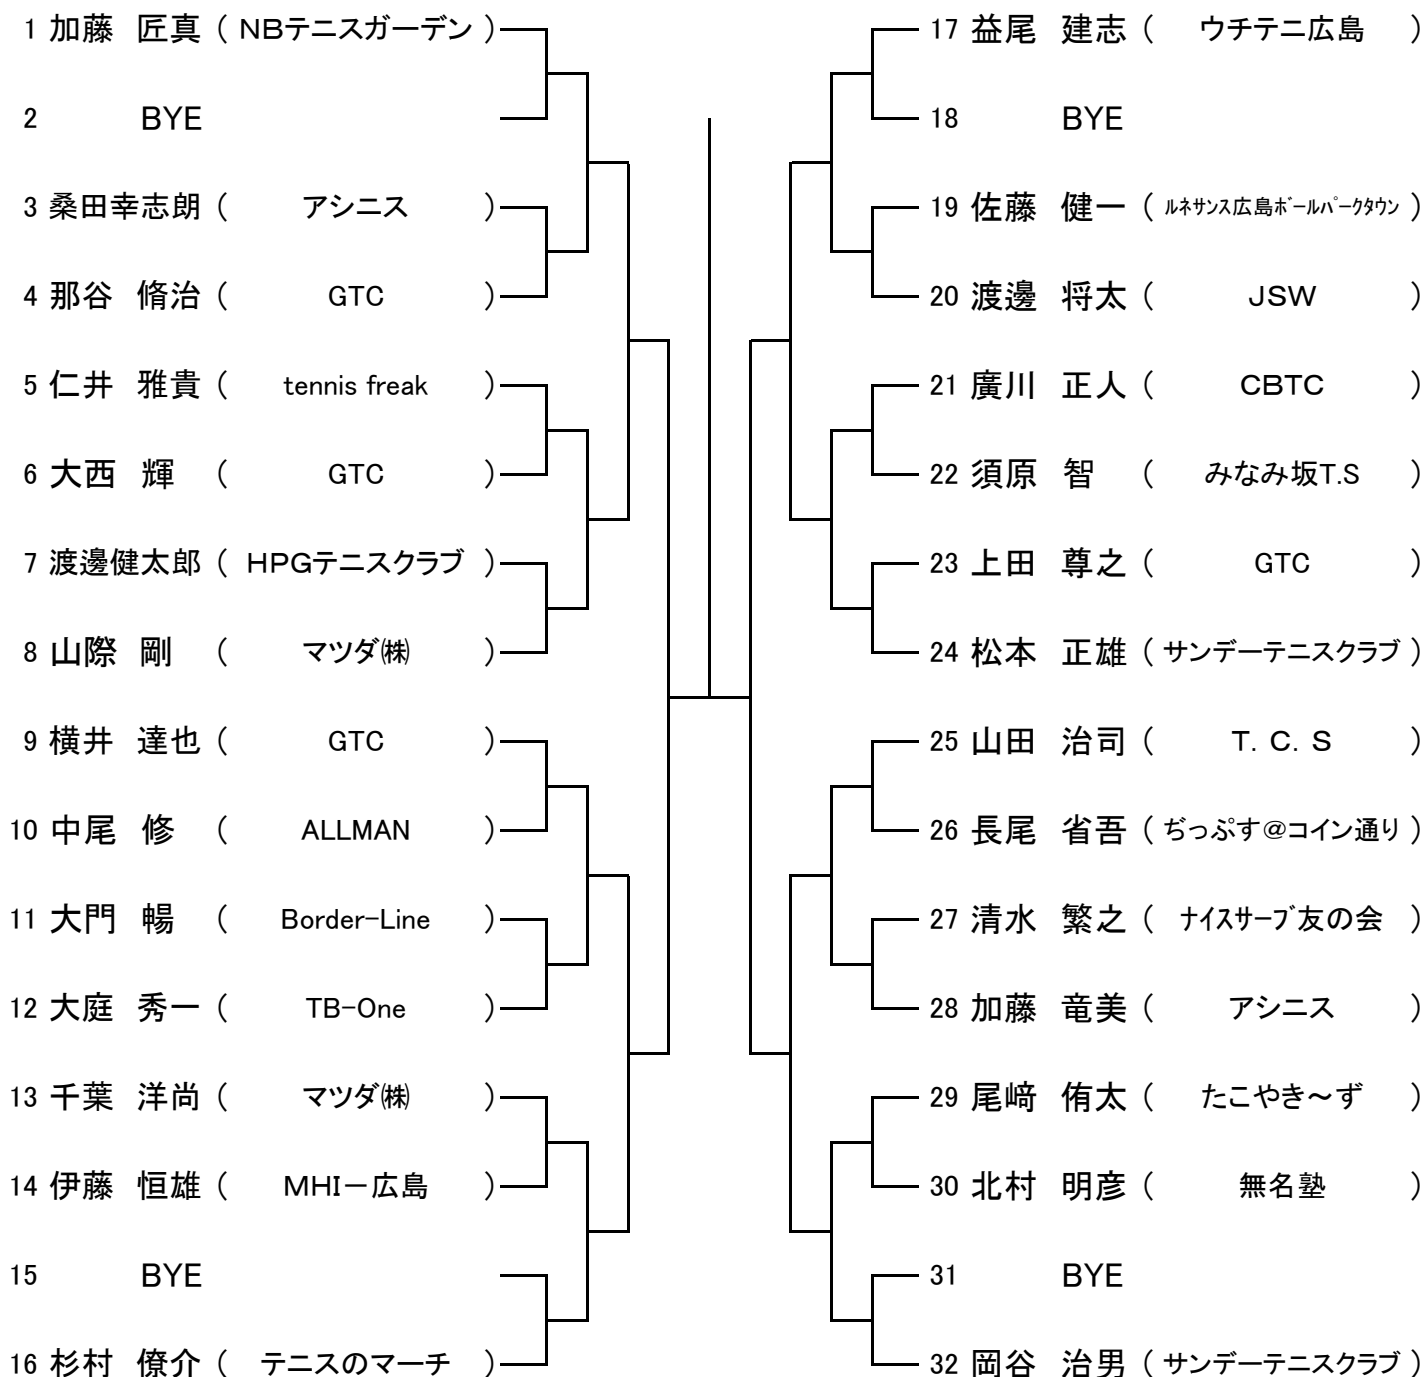 1 加藤 匠真 ( NBテニスガーデン )
2 BYE
3 桑田幸志朗 ( アシニス )
4 那谷 脩治 ( GTC )
5 仁井 雅貴 ( tennis freak )
6 大西 輝 ( GTC )
7 渡邊健太郎 ( HPGテニスクラブ )
8 山際 剛 ( マツダ㈱ )
9 横井 達也 ( GTC )
10 中尾 修 ( ALLMAN )
11 大門 暢 ( Border-Line )
12 大庭 秀一 ( TB-One )
13 千葉 洋尚 ( マツダ㈱ )
14 伊藤 恒雄 ( MHI－広島 )
15 BYE
16 杉村 僚介 ( テニスのマーチ )
17 益尾 建志 ( ウチテニ広島 )
18 BYE
19 佐藤 健一 ( ﾙﾈｻﾝｽ広島ﾎﾞｰﾙﾊﾟｰｸﾀｳﾝ )
20 渡邊 将太 ( JSW )
21 廣川 正人 ( CBTC )
22 須原 智 ( みなみ坂T.S )
23 上田 尊之 ( GTC )
24 松本 正雄 ( サンデーテニスクラブ )
25 山田 治司 ( T. C. S )
26 長尾 省吾 ( ぢっぷす＠コイン通り )
27 清水 繁之 ( ﾅｲｽｻｰﾌﾞ友の会 )
28 加藤 竜美 ( アシニス )
29 尾﨑 侑太 ( たこやき～ず )
30 北村 明彦 ( 無名塾 )
31 BYE
32 岡谷 治男 ( サンデーテニスクラブ )